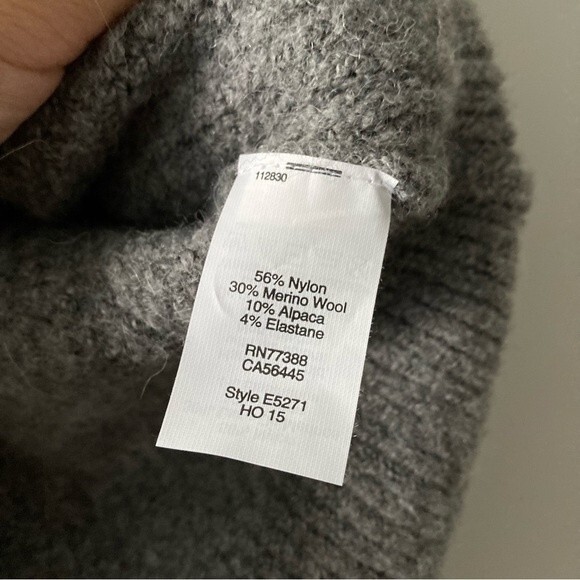 112830
56% Nylon
30% Merino Wool
10% Alpaca
4% Elastane
RN77388
CA56445
Style E5271
HO 15